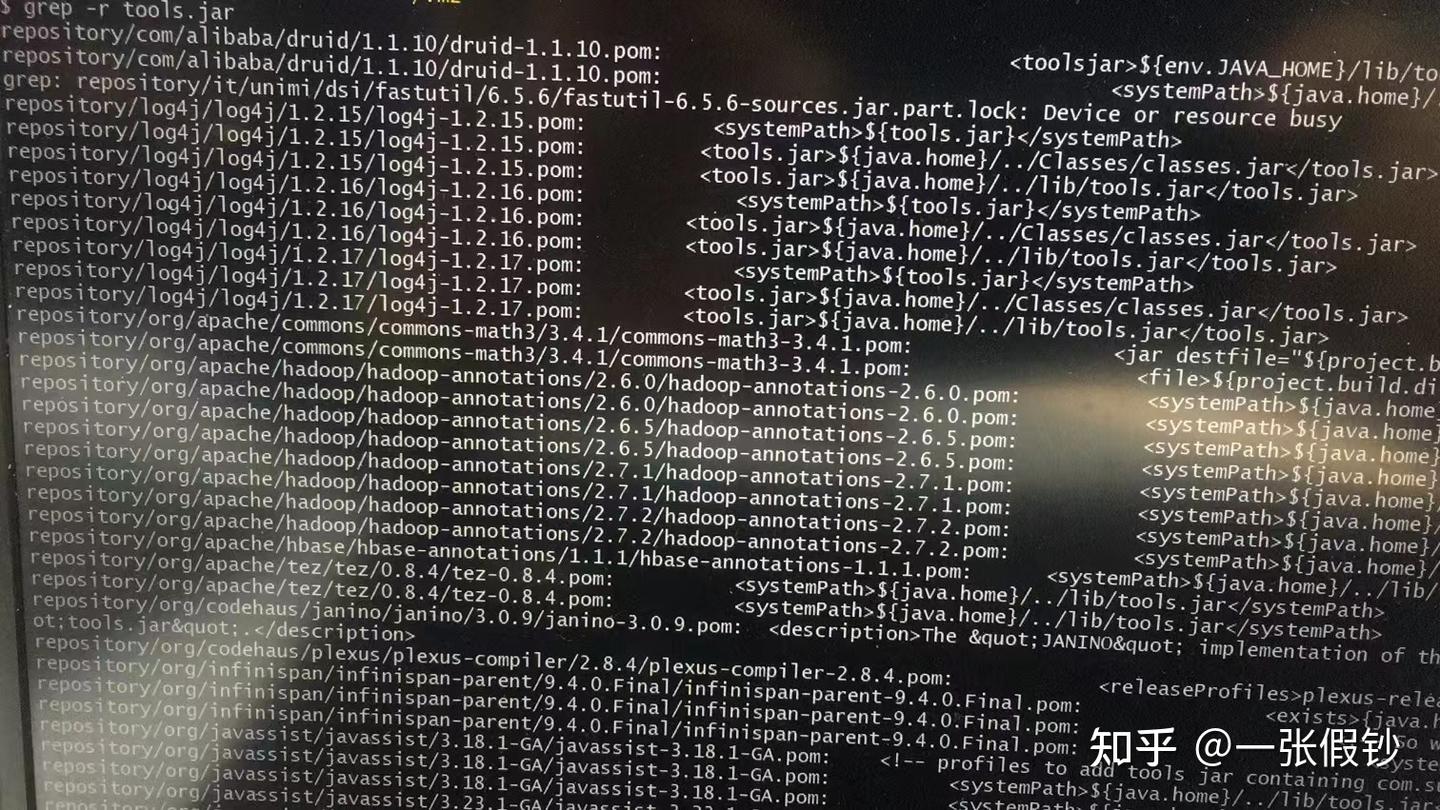 $ grep -r tools.jar
repository/com/alibaba/druid/1.1.10/druid-1.1.10.pom: <toolsjar>${env.JAVA_HOME}/lib/to
repository/com/alibaba/druid/1.1.10/druid-1.1.10.pom: <systemPath>${java.home}/
grep: repository/it/unimi/dsi/fastutil/6.5.6/fastutil-6.5.6-sources.jar.part.lock: Device or resource busy
repository/log4j/log4j/1.2.15/log4j-1.2.15.pom: <systemPath>${tools.jar}</systemPath>
repository/log4j/log4j/1.2.15/log4j-1.2.15.pom: <tools.jar>${java.home}/../Classes/classes.jar</tools.jar>
repository/log4j/log4j/1.2.15/log4j-1.2.15.pom: <tools.jar>${java.home}/../lib/tools.jar</tools.jar>
repository/log4j/log4j/1.2.16/log4j-1.2.16.pom: <systemPath>${tools.jar}</systemPath>
repository/log4j/log4j/1.2.16/log4j-1.2.16.pom: <tools.jar>${java.home}/../Classes/classes.jar</tools.jar>
repository/log4j/log4j/1.2.16/log4j-1.2.16.pom: <tools.jar>${java.home}/../lib/tools.jar</tools.jar>
repository/log4j/log4j/1.2.17/log4j-1.2.17.pom: <systemPath>${tools.jar}</systemPath>
repository/log4j/log4j/1.2.17/log4j-1.2.17.pom: <tools.jar>${java.home}/../Classes/classes.jar</tools.jar>
repository/log4j/log4j/1.2.17/log4j-1.2.17.pom: <tools.jar>${java.home}/../lib/tools.jar</tools.jar>
repository/org/apache/commons/commons-math3/3.4.1/commons-math3-3.4.1.pom: <jar destfile="${project.b
repository/org/apache/commons/commons-math3/3.4.1/commons-math3-3.4.1.pom: <file>${project.build.di
repository/org/apache/hadoop/hadoop-annotations/2.6.0/hadoop-annotations-2.6.0.pom: <systemPath>${java.home
repository/org/apache/hadoop/hadoop-annotations/2.6.0/hadoop-annotations-2.6.0.pom: <systemPath>${java.home}
repository/org/apache/hadoop/hadoop-annotations/2.6.5/hadoop-annotations-2.6.5.pom: <systemPath>${java.home}
repository/org/apache/hadoop/hadoop-annotations/2.6.5/hadoop-annotations-2.6.5.pom: <systemPath>${java.home}
repository/org/apache/hadoop/hadoop-annotations/2.7.1/hadoop-annotations-2.7.1.pom: <systemPath>${java.home}
repository/org/apache/hadoop/hadoop-annotations/2.7.1/hadoop-annotations-2.7.1.pom: <systemPath>${java.home}/
repository/org/apache/hadoop/hadoop-annotations/2.7.2/hadoop-annotations-2.7.2.pom: <systemPath>${java.home}/
repository/org/apache/hadoop/hadoop-annotations/2.7.2/hadoop-annotations-2.7.2.pom: <systemPath>${java.home}/
repository/org/apache/hbase/hbase-annotations/1.1.1/hbase-annotations-1.1.1.pom: <systemPath>${java.home}/../lib/
repository/org/apache/tez/tez/0.8.4/tez-0.8.4.pom: <systemPath>${java.home}/../lib/tools.jar</systemPath>
repository/org/apache/tez/tez/0.8.4/tez-0.8.4.pom: <systemPath>${java.home}/../lib/tools.jar</systemPath>
repository/org/codehaus/janino/janino/3.0.9/janino-3.0.9.pom: <description>The &quot;JANINO&quot; implementation of th
ot;tools.jar&quot;.</description>
repository/org/codehaus/plexus/plexus-compiler/2.8.4/plexus-compiler-2.8.4.pom: <releaseProfiles>plexus-relea
repository/org/infinispan/infinispan-parent/9.4.0.Final/infinispan-parent-9.4.0.Final.pom: <exists>${java.h
repository/org/infinispan/infinispan-parent/9.4.0.Final/infinispan-parent-9.4.0.Final.pom:
repository/org/infinispan/infinispan-parent/9.4.0.Final/infinispan-parent-9.4.0.Final.pom:
repository/org/javassist/javassist/3.18.1-GA/javassist-3.18.1-GA.pom: <!-- profiles to add tools jar containing com.s
repository/org/javassist/javassist/3.18.1-GA/javassist-3.18.1-GA.pom: <systemPath>${java.home}/../lib/tools.jar
repository/org/javassist/javassist/3.18.1-GA/javassist-3.18.1-GA.pom:
知乎 @一张假钞